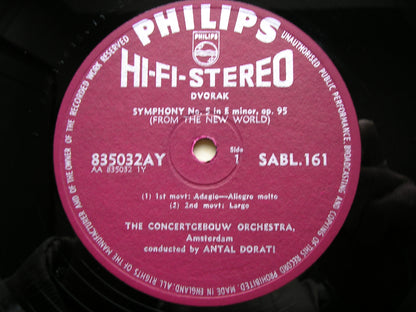 PHILIPS
HI-FI-STEREO
DVORAK
SYMPHONY No. 5 in E minor, op. 95
(FROM THE NEW WORLD)
835032AY
AA 835032 1Y
Side
1
SABL.161
(1) 1st movt: Adagio—Allegro molto
(2) 2nd movt: Largo
THE CONCERTGEBOUW ORCHESTRA,
Amsterdam
conducted by ANTAL DORATI
ALL RIGHTS OF THE MANUFACTURER AND OF THE OWNER OF THE RECORDED WORK RESERVED
UNAUTHORISED PUBLIC PERFORMANCE, BROADCASTING AND COPYING OF THIS RECORD PROHIBITED. MADE IN ENGLAND.